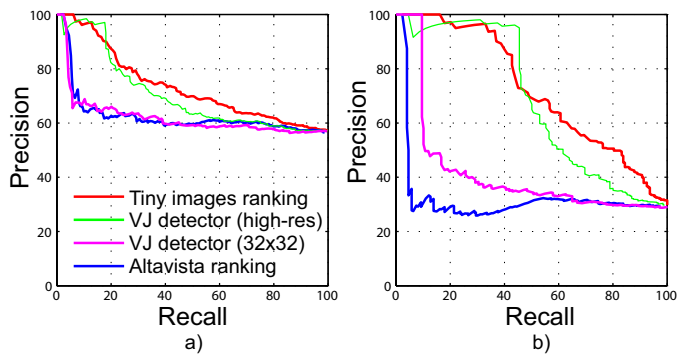 100
80
60
40
20
0 20 40 60 80 100
Precision
Recall
Tiny images ranking
VJ detector (high-res)
VJ detector (32x32)
Altavista ranking
a)
100
80
60
40
20
0 20 40 60 80 100
Precision
Recall
b)